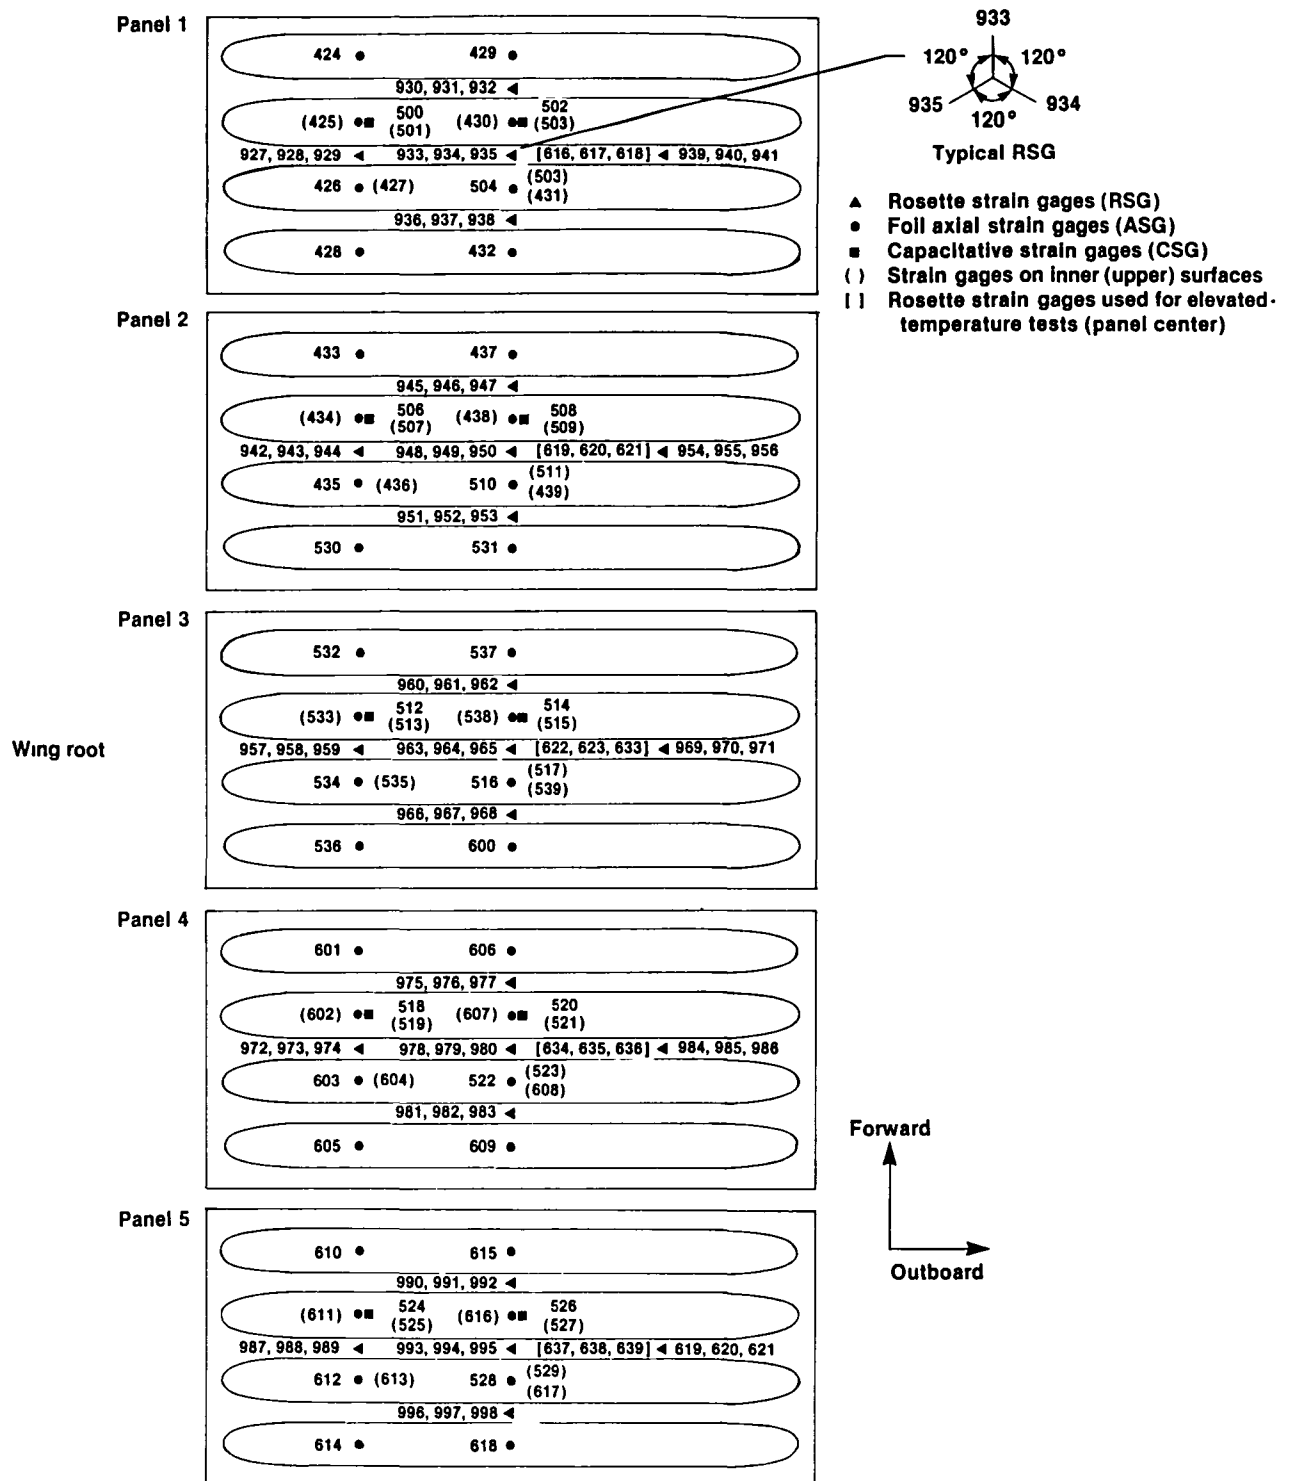 Panel 1
424 429
930, 931, 932
(425) 500 (430) 502
(501) (503)
927, 928, 929 933, 934, 935 [616, 617, 618] 939, 940, 941
426 (427) 504 (503)
(431)
936, 937, 938
428 432
933
120° 120°
935 934
120°
Typical RSG
▲ Rosette strain gages (RSG)
● Foil axial strain gages (ASG)
■ Capacitative strain gages (CSG)
( ) Strain gages on inner (upper) surfaces
[ ] Rosette strain gages used for elevated-
temperature tests (panel center)
Panel 2
433 437
945, 946, 947
(434) 506 (438) 508
(507) (509)
942, 943, 944 948, 949, 950 [619, 620, 621] 954, 955, 956
435 (436) 510 (511)
(439)
951, 952, 953
530 531
Panel 3
532 537
960, 961, 962
(533) 512 (538) 514
(513) (515)
Wing root
957, 958, 959 963, 964, 965 [622, 623, 633] 969, 970, 971
534 (535) 516 (517)
(539)
966, 967, 968
536 600
Panel 4
601 606
975, 976, 977
(602) 518 (607) 520
(519) (521)
972, 973, 974 978, 979, 980 [634, 635, 636] 984, 985, 986
603 (604) 522 (523)
(608)
981, 982, 983
605 609
Forward
Outboard
Panel 5
610 615
990, 991, 992
(611) 524 (616) 526
(525) (527)
987, 988, 989 993, 994, 995 [637, 638, 639] 619, 620, 621
612 (613) 528 (529)
(617)
996, 997, 998
614 618